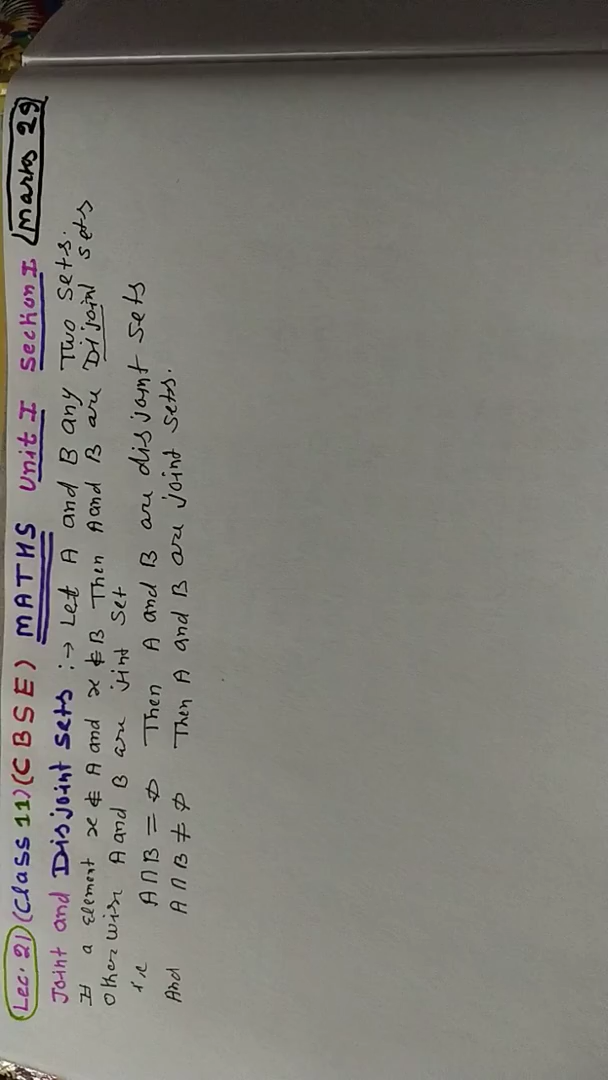 Lec. 21 (Class 11) (CBSE) MATHS Unit I Section I Marks 29
Joint and Disjoint Sets :→ Let A and B any Two Sets.
If a Element x ∉ A and x ∉ B Then A and B are Disjoint sets
Otherwise A and B are jint Set
i.e A∩B = ∅ Then A and B are disjoint sets
And A∩B ≠ ∅ Then A and B are joint sets.